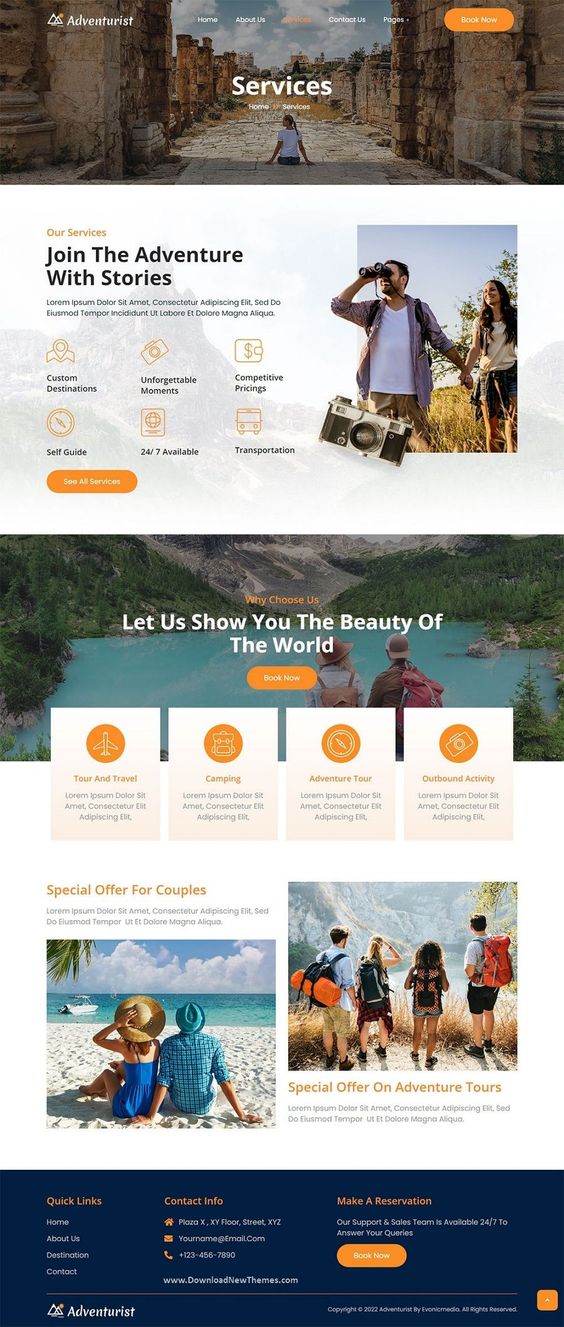 Adventurist
Home About Us Services Contact Us Pages +
Book Now
Services
Home Services
Our Services
Join The Adventure
With Stories
Lorem Ipsum Dolor Sit Amet, Consectetur Adipiscing Elit, Sed Do
Eiusmod Tempor Incididunt Ut Labore Et Dolore Magna Aliqua.
Custom
Destinations
Unforgettable
Moments
Competitive
Pricings
Self Guide
24/ 7 Available
Transportation
See All Services
Why Choose Us
Let Us Show You The Beauty Of
The World
Book Now
Tour And Travel
Lorem Ipsum Dolor Sit
Amet, Consectetur Elit
Adipiscing Elit,
Camping
Lorem Ipsum Dolor Sit
Amet, Consectetur Elit
Adipiscing Elit,
Adventure Tour
Lorem Ipsum Dolor Sit
Amet, Consectetur Elit
Adipiscing Elit,
Outbound Activity
Lorem Ipsum Dolor Sit
Amet, Consectetur Elit
Adipiscing Elit,
Special Offer For Couples
Lorem Ipsum Dolor Sit Amet, Consectetur Adipiscing Elit, Sed
Do Eiusmod Tempor Ut Et Dolore Magna Aliqua.
Special Offer On Adventure Tours
Lorem Ipsum Dolor Sit Amet, Consectetur Adipiscing Elit, Sed
Do Eiusmod Tempor Ut Et Dolore Magna Aliqua.
Quick Links
Home
About Us
Destination
Contact
Contact Info
Plaza X , XY Floor, Street, XYZ
Yourname@Email.Com
+123-456-7890
www.DownloadNewThemes.com
Make A Reservation
Our Support & Sales Team Is Available 24/7 To
Answer Your Queries
Book Now
Adventurist
Copyright © 2022 Adventurist By Evonicmedia. All Rights Reserved.